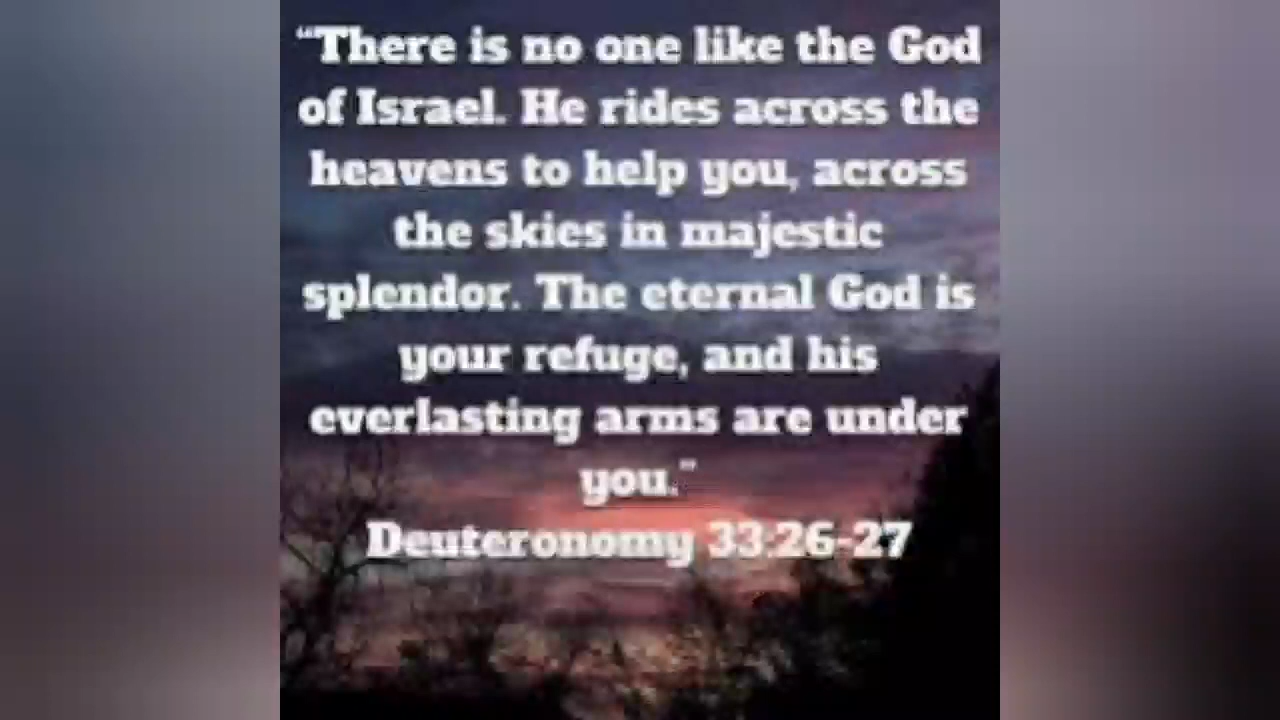 “There is no one like the God
of Israel. He rides across the
heavens to help you, across
the skies in majestic
splendor. The eternal God is
your refuge, and his
everlasting arms are under
you.”
Deuteronomy 33:26-27